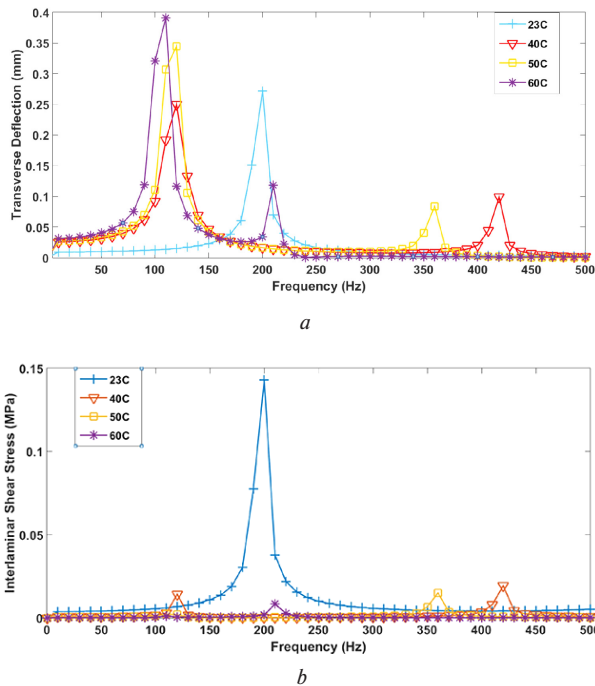 0.4
0.35
0.3
0.25
0.2
0.15
0.1
0.05
0
Transverse Deflection (mm)
23C
40C
50C
60C
50 100 150 200 250 300 350 400 450 500
Frequency (Hz)
a
0.15
0.1
0.05
0
Interlaminar Shear Stress (MPa)
23C
40C
50C
60C
0 50 100 150 200 250 300 350 400 450 500
Frequency (Hz)
b